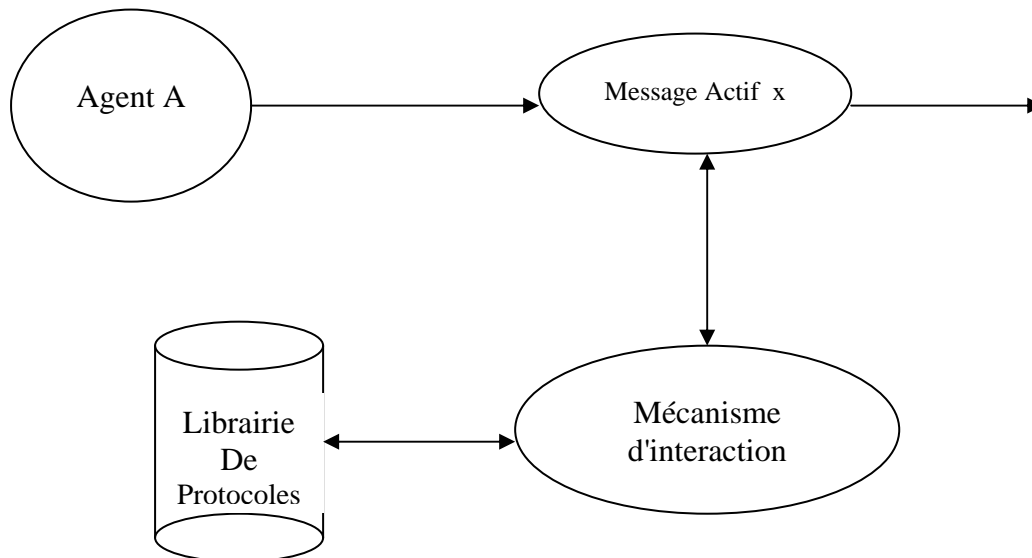 Agent A
Message Actif x
Librairie
De
Protocoles
Mécanisme
d'interaction